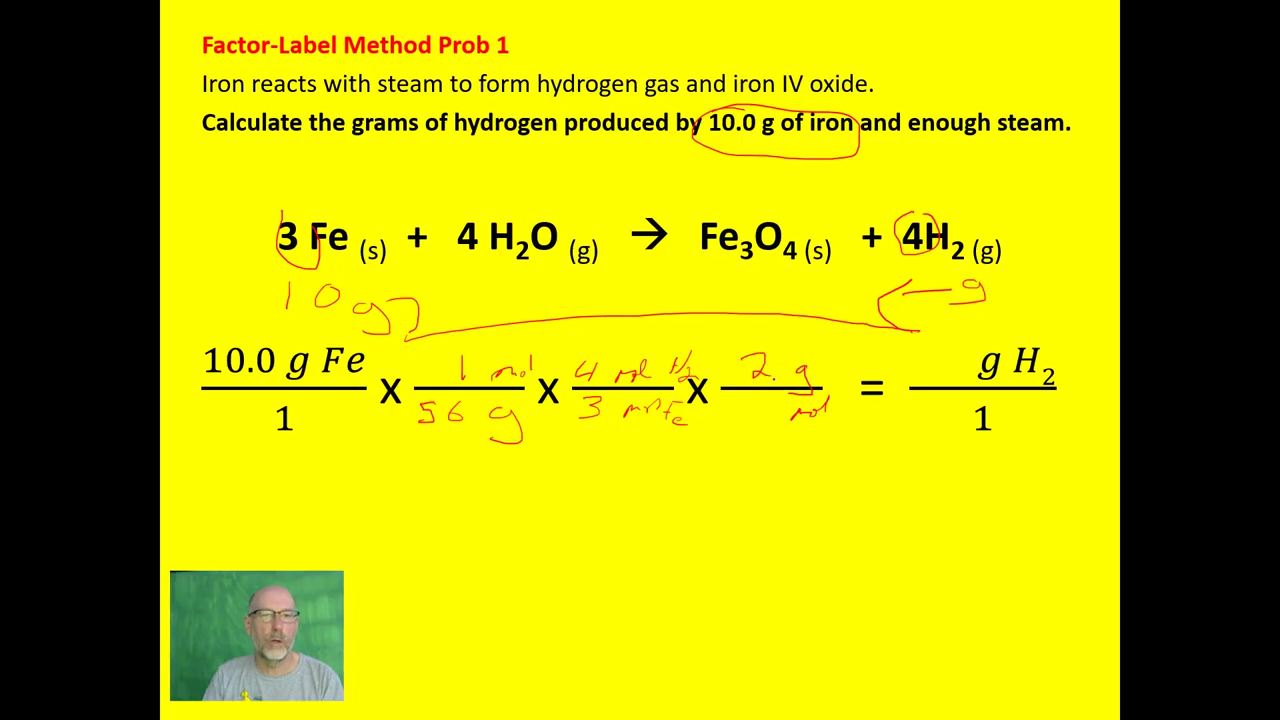 Factor-Label Method Prob 1
Iron reacts with steam to form hydrogen gas and iron IV oxide.
Calculate the grams of hydrogen produced by 10.0 g of iron and enough steam.
3 Fe (s) + 4 H₂O (g) → Fe₃O₄ (s) + 4H₂ (g)
10 g g
10.0 g Fe x 1 mol x 4 mol H₂ x 2. g = g H₂
1 56 g 3 mol Fe mol 1